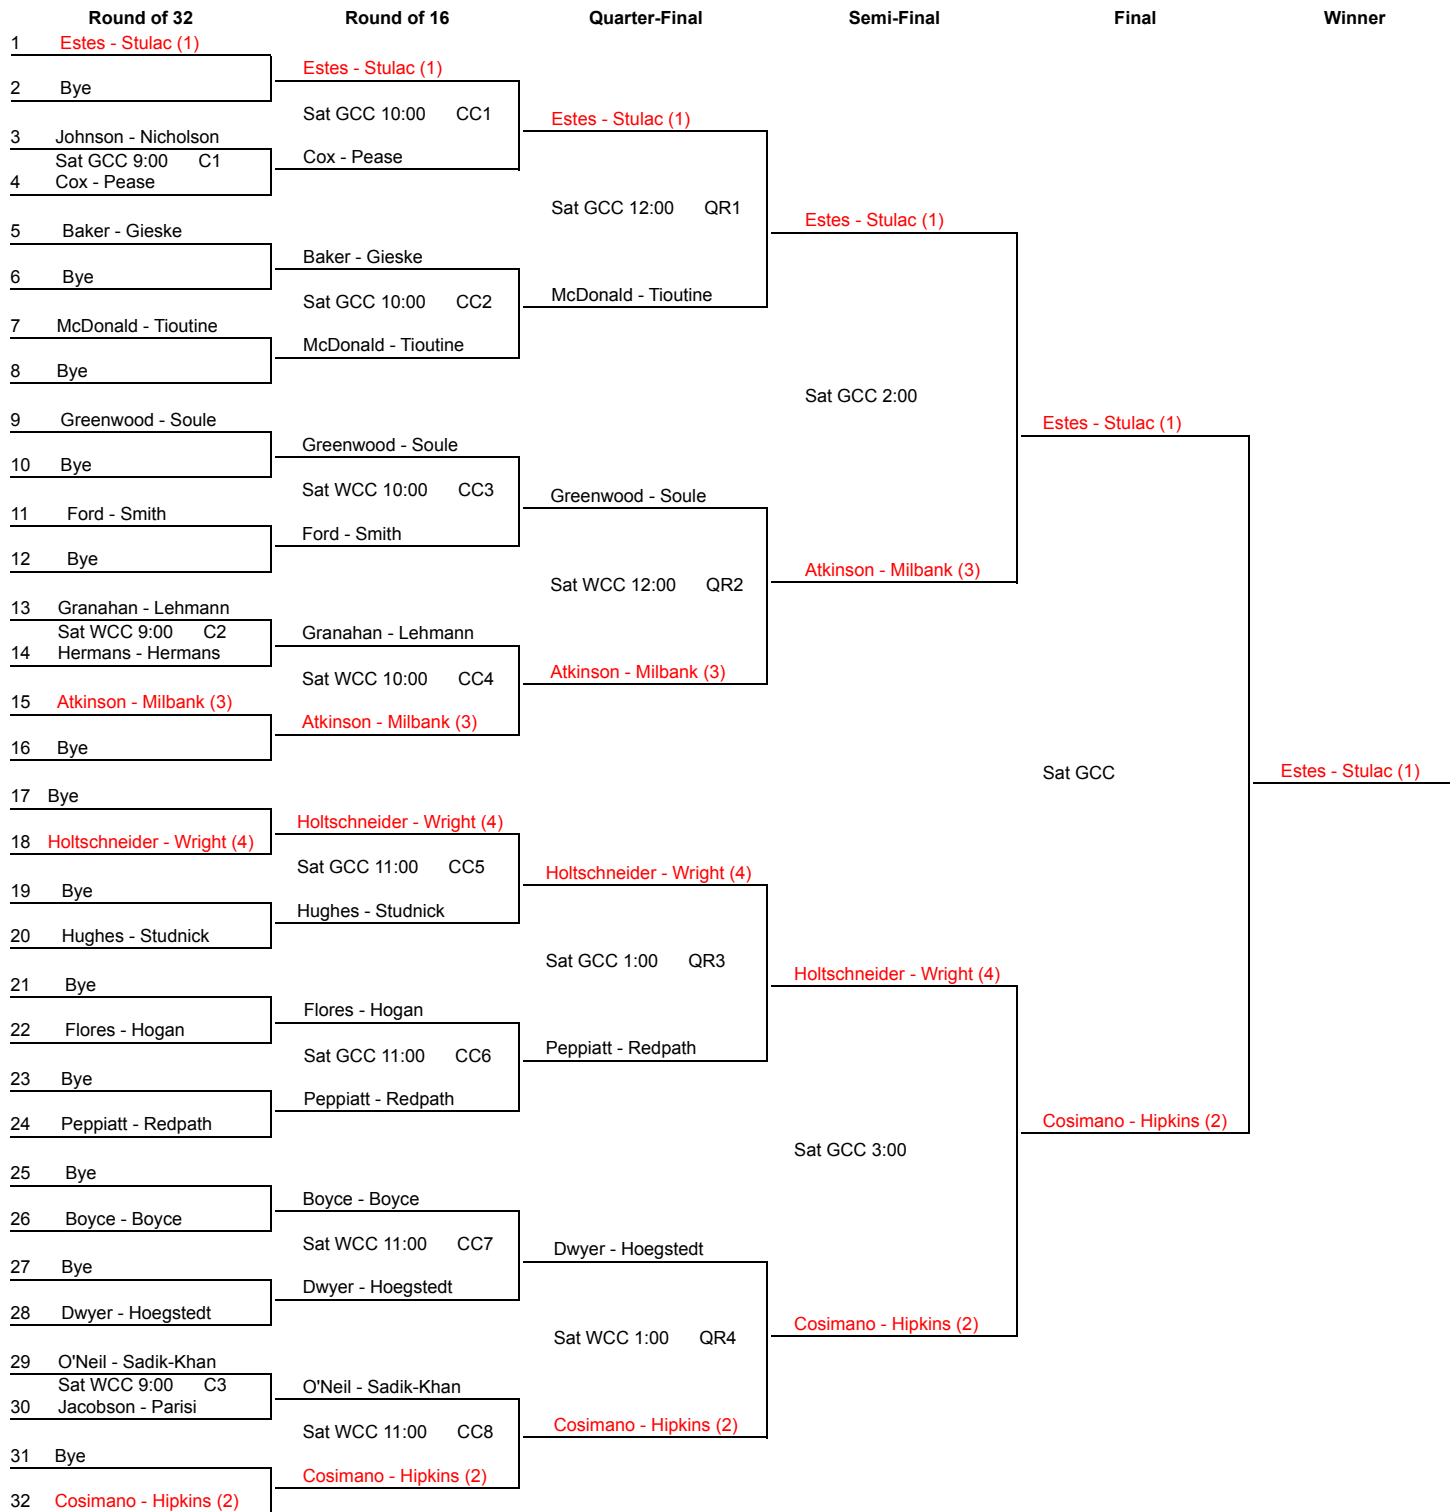 Round of 32
Round of 16
Quarter-Final
Semi-Final
Final
Winner
1 Estes - Stulac (1)
2 Bye
3 Johnson - Nicholson
Sat GCC 9:00 C1
4 Cox - Pease
5 Baker - Gieske
6 Bye
7 McDonald - Tioutine
8 Bye
9 Greenwood - Soule
10 Bye
11 Ford - Smith
12 Bye
13 Granahan - Lehmann
Sat WCC 9:00 C2
14 Hermans - Hermans
15 Atkinson - Milbank (3)
16 Bye
17 Bye
18 Holtschneider - Wright (4)
19 Bye
20 Hughes - Studnick
21 Bye
22 Flores - Hogan
23 Bye
24 Peppiatt - Redpath
25 Bye
26 Boyce - Boyce
27 Bye
28 Dwyer - Hoegstedt
29 O'Neil - Sadik-Khan
Sat WCC 9:00 C3
30 Jacobson - Parisi
31 Bye
32 Cosimano - Hipkins (2)
Estes - Stulac (1)
Sat GCC 10:00 CC1
Cox - Pease
Baker - Gieske
Sat GCC 10:00 CC2
McDonald - Tioutine
Greenwood - Soule
Sat WCC 10:00 CC3
Ford - Smith
Granahan - Lehmann
Sat WCC 10:00 CC4
Atkinson - Milbank (3)
Holtschneider - Wright (4)
Sat GCC 11:00 CC5
Hughes - Studnick
Flores - Hogan
Sat GCC 11:00 CC6
Peppiatt - Redpath
Boyce - Boyce
Sat WCC 11:00 CC7
Dwyer - Hoegstedt
O'Neil - Sadik-Khan
Sat WCC 11:00 CC8
Cosimano - Hipkins (2)
Estes - Stulac (1)
Sat GCC 12:00 QR1
McDonald - Tioutine
Greenwood - Soule
Sat WCC 12:00 QR2
Atkinson - Milbank (3)
Holtschneider - Wright (4)
Sat GCC 1:00 QR3
Peppiatt - Redpath
Dwyer - Hoegstedt
Sat WCC 1:00 QR4
Cosimano - Hipkins (2)
Estes - Stulac (1)
Sat GCC 2:00
Atkinson - Milbank (3)
Holtschneider - Wright (4)
Sat GCC 3:00
Cosimano - Hipkins (2)
Estes - Stulac (1)
Sat GCC
Cosimano - Hipkins (2)
Estes - Stulac (1)